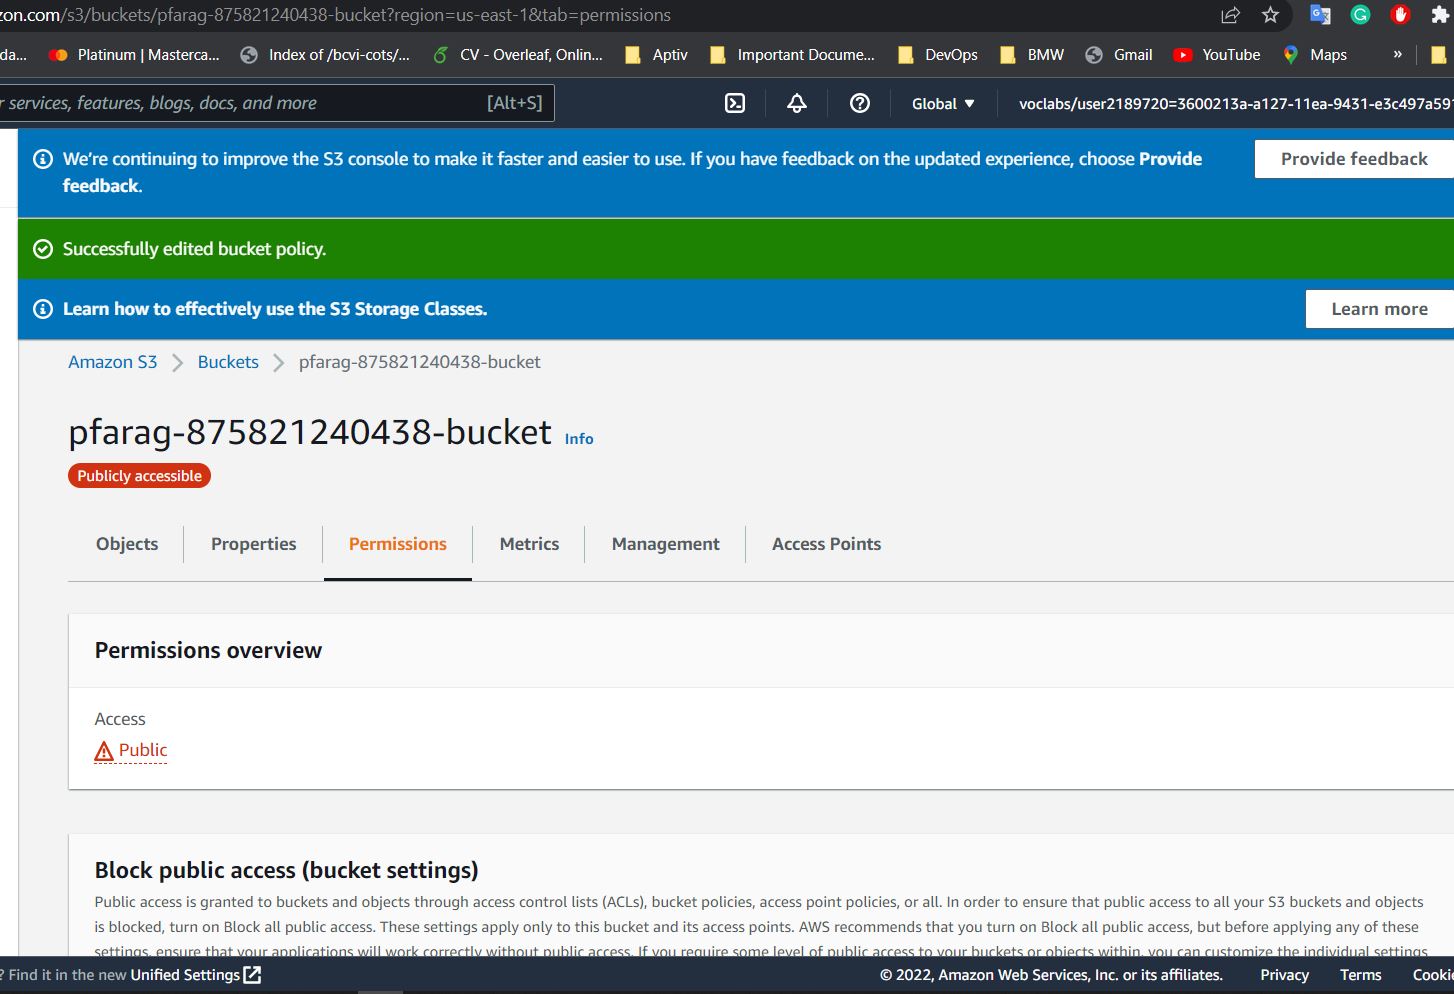 zon.com/s3/buckets/pfarag-875821240438-bucket?region=us-east-1&tab=permissions
da... Platinum | Masterca... Index of /bcvi-cots/... CV - Overleaf, Onlin... Aptiv Important Docume... DevOps BMW Gmail YouTube Maps »
r services, features, blogs, docs, and more [Alt+S] Global ▼ voclabs/user2189720=3600213a-a127-11ea-9431-e3c497a59
We're continuing to improve the S3 console to make it faster and easier to use. If you have feedback on the updated experience, choose Provide
feedback.
Provide feedback
Successfully edited bucket policy.
Learn how to effectively use the S3 Storage Classes.
Learn more
Amazon S3 > Buckets > pfarag-875821240438-bucket
pfarag-875821240438-bucket Info
Publicly accessible
Objects Properties Permissions Metrics Management Access Points
Permissions overview
Access
Public
Block public access (bucket settings)
Public access is granted to buckets and objects through access control lists (ACLs), bucket policies, access point policies, or all. In order to ensure that public access to all your S3 buckets and objects
is blocked, turn on Block all public access. These settings apply only to this bucket and its access points. AWS recommends that you turn on Block all public access, but before applying any of these
settings, ensure that your applications will work correctly without public access. If you require some level of public access to your buckets or objects within, you can customize the individual settings
? Find it in the new Unified Settings © 2022, Amazon Web Services, Inc. or its affiliates. Privacy Terms Cookie